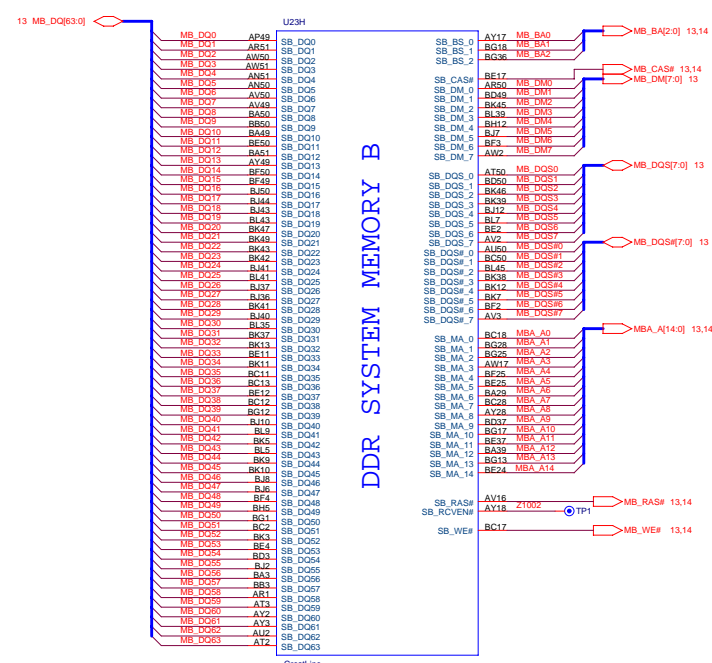 13 MB_DQ[63:0]
U23H
MB_DQ0 AP49 SB_DQ0
MB_DQ1 AR51 SB_DQ1
MB_DQ2 AW50 SB_DQ2
MB_DQ3 AW51 SB_DQ3
MB_DQ4 AN51 SB_DQ4
MB_DQ5 AN50 SB_DQ5
MB_DQ6 AV50 SB_DQ6
MB_DQ7 AV49 SB_DQ7
MB_DQ8 BA50 SB_DQ8
MB_DQ9 BB50 SB_DQ9
MB_DQ10 BA49 SB_DQ10
MB_DQ11 BE50 SB_DQ11
MB_DQ12 BA51 SB_DQ12
MB_DQ13 AY49 SB_DQ13
MB_DQ14 BF50 SB_DQ14
MB_DQ15 BF49 SB_DQ15
MB_DQ16 BJ50 SB_DQ16
MB_DQ17 BJ44 SB_DQ17
MB_DQ18 BJ43 SB_DQ18
MB_DQ19 BL43 SB_DQ19
MB_DQ20 BK47 SB_DQ20
MB_DQ21 BK49 SB_DQ21
MB_DQ22 BK43 SB_DQ22
MB_DQ23 BK42 SB_DQ23
MB_DQ24 BJ41 SB_DQ24
MB_DQ25 BL41 SB_DQ25
MB_DQ26 BJ37 SB_DQ26
MB_DQ27 BJ36 SB_DQ27
MB_DQ28 BK41 SB_DQ28
MB_DQ29 BJ40 SB_DQ29
MB_DQ30 BL35 SB_DQ30
MB_DQ31 BK37 SB_DQ31
MB_DQ32 BK13 SB_DQ32
MB_DQ33 BE11 SB_DQ33
MB_DQ34 BK11 SB_DQ34
MB_DQ35 BC11 SB_DQ35
MB_DQ36 BC13 SB_DQ36
MB_DQ37 BE12 SB_DQ37
MB_DQ38 BC12 SB_DQ38
MB_DQ39 BG12 SB_DQ39
MB_DQ40 BJ10 SB_DQ40
MB_DQ41 BL9 SB_DQ41
MB_DQ42 BK5 SB_DQ42
MB_DQ43 BL5 SB_DQ43
MB_DQ44 BK9 SB_DQ44
MB_DQ45 BK10 SB_DQ45
MB_DQ46 BJ8 SB_DQ46
MB_DQ47 BJ6 SB_DQ47
MB_DQ48 BF4 SB_DQ48
MB_DQ49 BH5 SB_DQ49
MB_DQ50 BG1 SB_DQ50
MB_DQ51 BC2 SB_DQ51
MB_DQ52 BK3 SB_DQ52
MB_DQ53 BE4 SB_DQ53
MB_DQ54 BD3 SB_DQ54
MB_DQ55 BJ2 SB_DQ55
MB_DQ56 BA3 SB_DQ56
MB_DQ57 BB3 SB_DQ57
MB_DQ58 AR1 SB_DQ58
MB_DQ59 AT3 SB_DQ59
MB_DQ60 AY2 SB_DQ60
MB_DQ61 AY3 SB_DQ61
MB_DQ62 AU2 SB_DQ62
MB_DQ63 AT2 SB_DQ63
DDR SYSTEM MEMORY B
SB_BS_0 AY17 MB_BA0
SB_BS_1 BG18 MB_BA1
SB_BS_2 BG36 MB_BA2
MB_BA[2:0] 13,14
SB_CAS# BE17
MB_CAS# 13,14
SB_DM_0 AR50 MB_DM0
SB_DM_1 BD49 MB_DM1
SB_DM_2 BK45 MB_DM2
SB_DM_3 BL39 MB_DM3
SB_DM_4 BH12 MB_DM4
SB_DM_5 BJ7 MB_DM5
SB_DM_6 BF3 MB_DM6
SB_DM_7 AW2 MB_DM7
MB_DM[7:0] 13
SB_DQS_0 AT50 MB_DQS0
SB_DQS_1 BD50 MB_DQS1
SB_DQS_2 BK46 MB_DQS2
SB_DQS_3 BK39 MB_DQS3
SB_DQS_4 BJ12 MB_DQS4
SB_DQS_5 BL7 MB_DQS5
SB_DQS_6 BE2 MB_DQS6
SB_DQS_7 AV2 MB_DQS7
MB_DQS[7:0] 13
SB_DQS#_0 AU50 MB_DQS#0
SB_DQS#_1 BC50 MB_DQS#1
SB_DQS#_2 BL45 MB_DQS#2
SB_DQS#_3 BK38 MB_DQS#3
SB_DQS#_4 BK12 MB_DQS#4
SB_DQS#_5 BK7 MB_DQS#5
SB_DQS#_6 BF2 MB_DQS#6
SB_DQS#_7 AV3 MB_DQS#7
MB_DQS#[7:0] 13
SB_MA_0 BC18 MBA_A0
SB_MA_1 BG28 MBA_A1
SB_MA_2 BG25 MBA_A2
SB_MA_3 AW17 MBA_A3
SB_MA_4 BF25 MBA_A4
SB_MA_5 BE25 MBA_A5
SB_MA_6 BA29 MBA_A6
SB_MA_7 BC28 MBA_A7
SB_MA_8 AY28 MBA_A8
SB_MA_9 BD37 MBA_A9
SB_MA_10 BG17 MBA_A10
SB_MA_11 BE37 MBA_A11
SB_MA_12 BA39 MBA_A12
SB_MA_13 BG13 MBA_A13
SB_MA_14 BE24 MBA_A14
MBA_A[14:0] 13,14
SB_RAS# AV16 MB_RAS# 13,14
SB_RCVEN# AY18 Z1002 TP1
SB_WE# BC17 MB_WE# 13,14